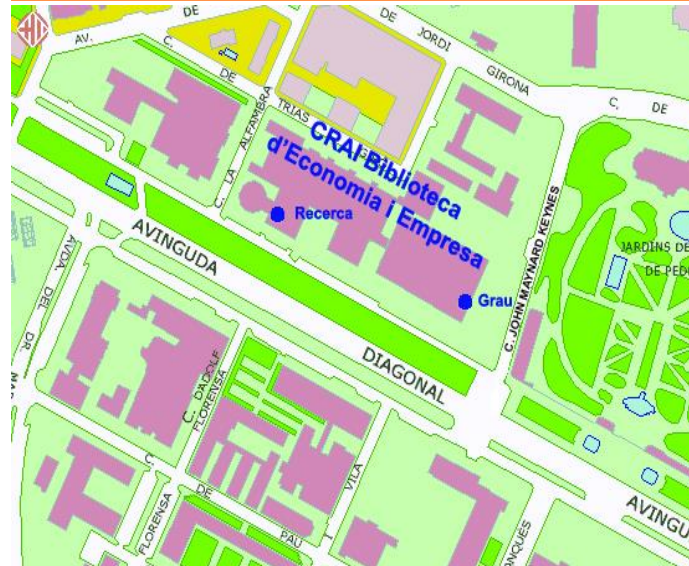 AV.
DE
C.
DE
DE
JORDI
GIRONA
C.
DE
TRIAS
C. LA ALFAMBRA
CRAI Biblioteca
d'Economia i Empresa
Recerca
Grau
C. JOHN MAYNARD KEYNES
JARDINS DE
DE PED
AVINGUDA
DIAGONAL
AVDA. DEL DR.
C. D'ADOLF
FLORENSA
C.
DE
PAU
I
VILA
FLORENSA
AVINGU